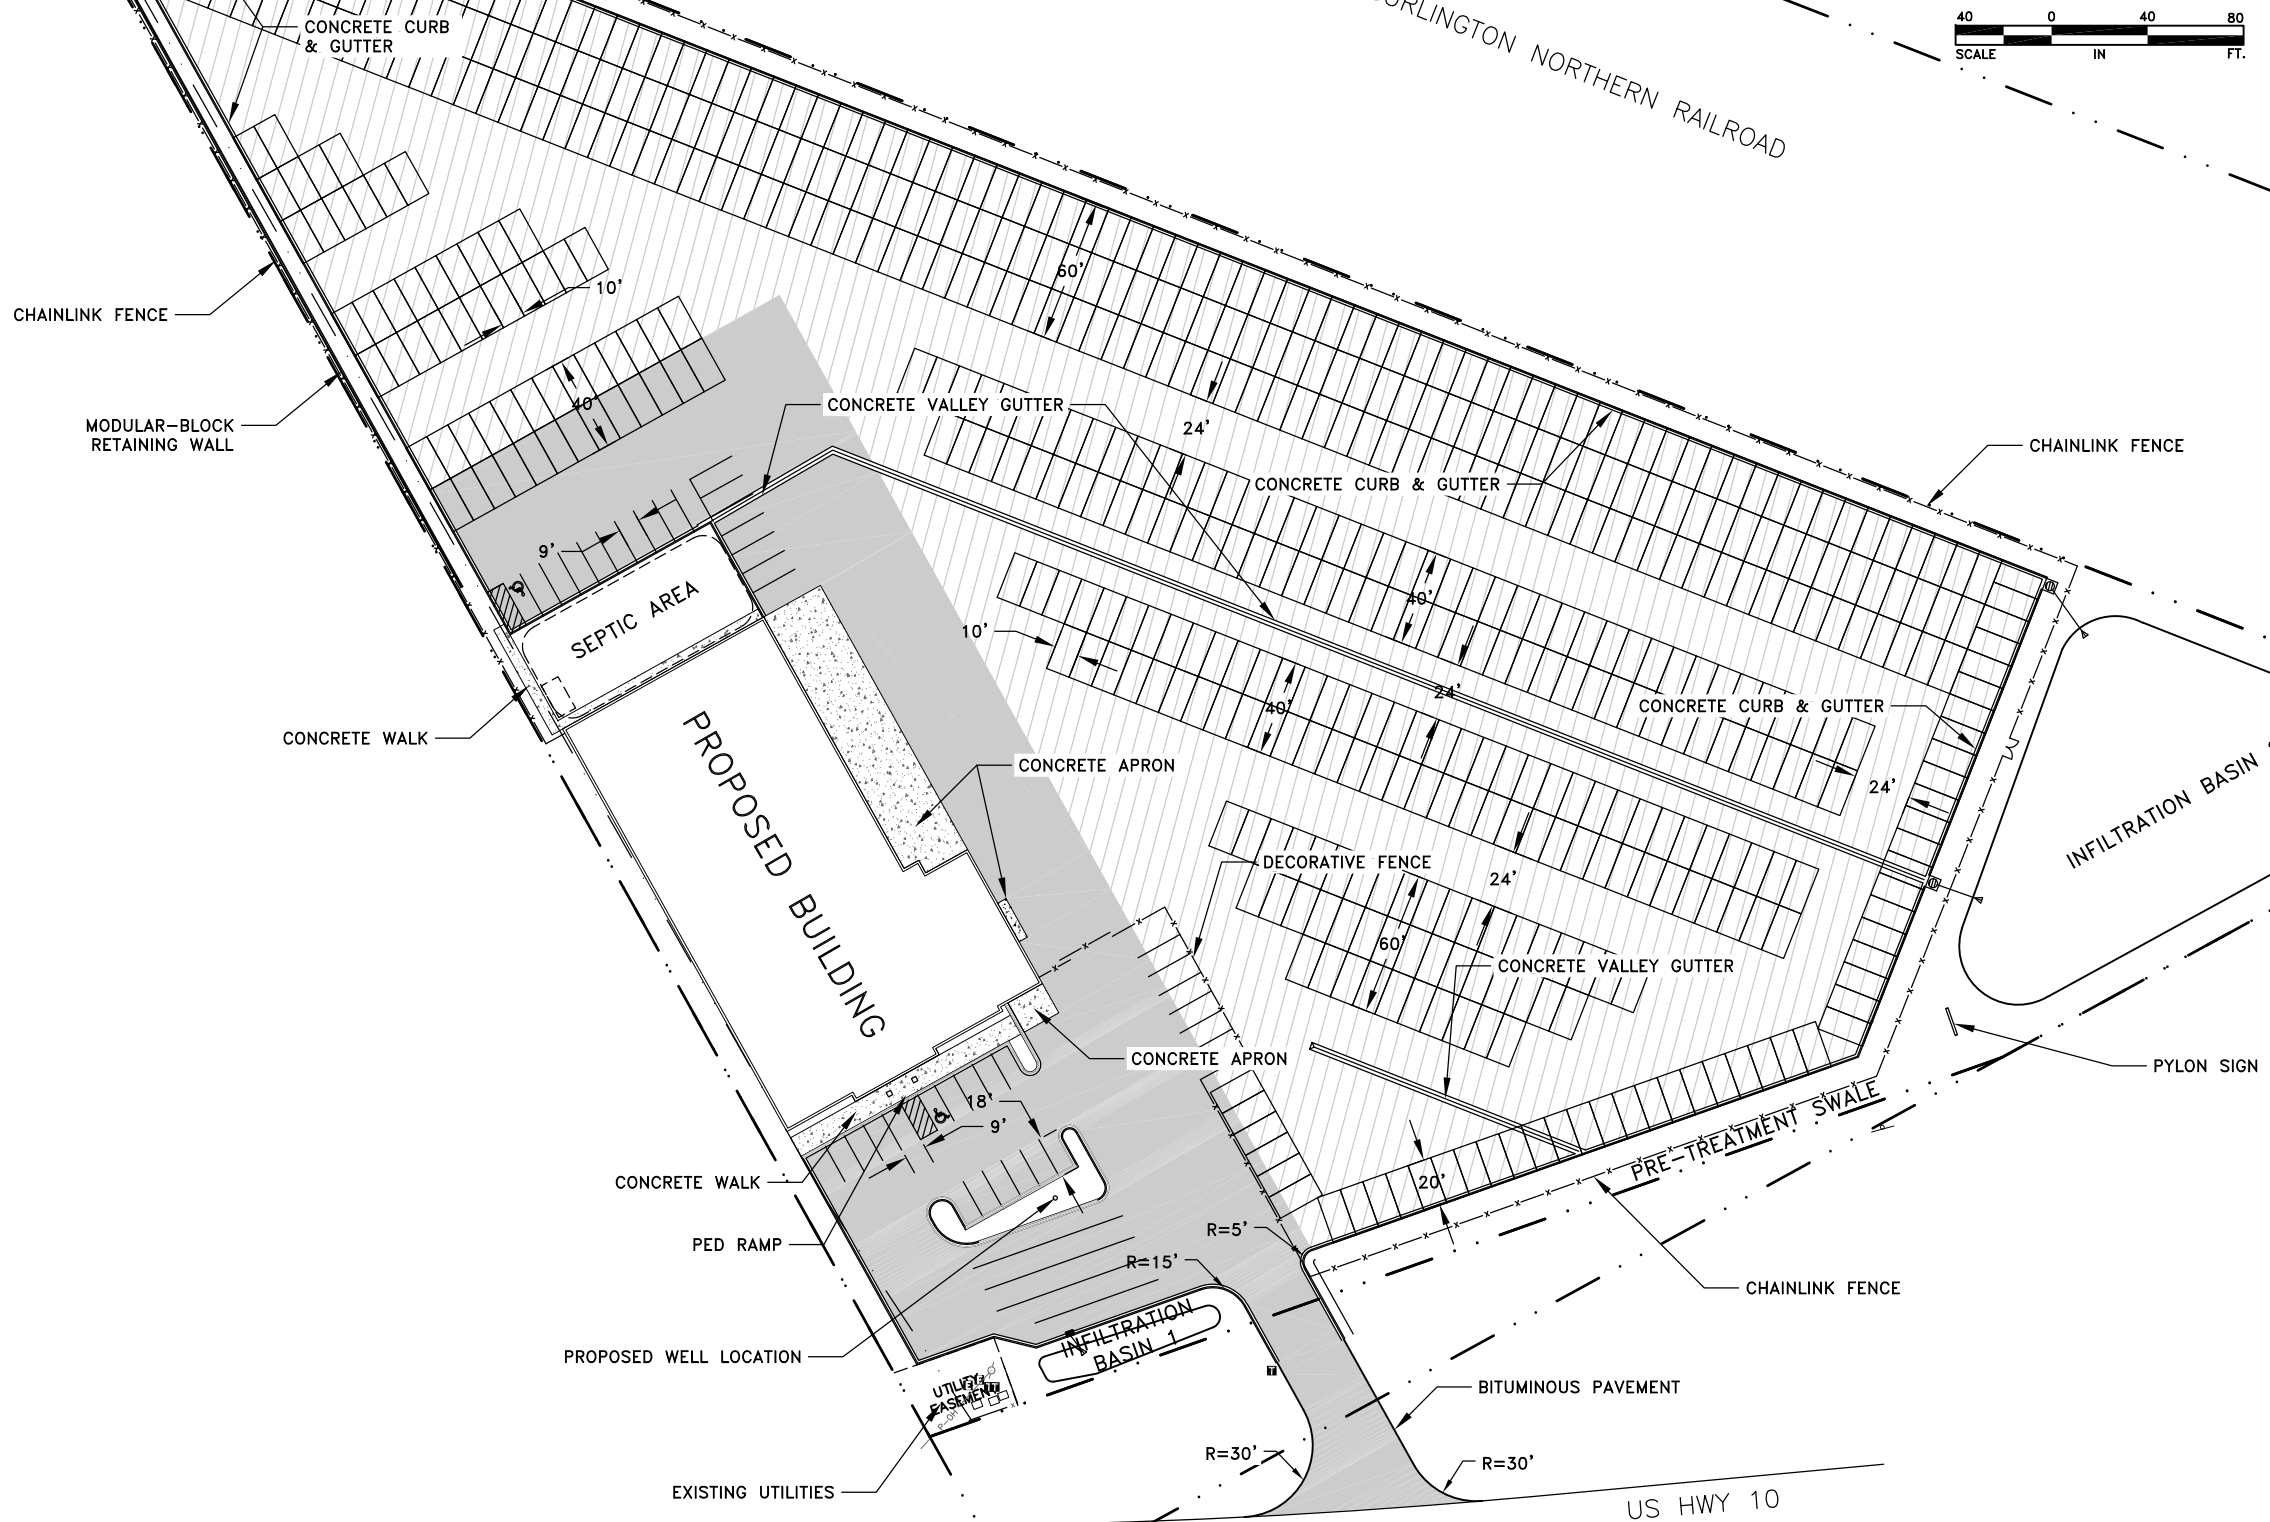 BURLINGTON NORTHERN RAILROAD
40 0 40 80
SCALE IN FT.
CONCRETE CURB
& GUTTER
60'
10'
CHAINLINK FENCE
40'
CONCRETE VALLEY GUTTER
MODULAR-BLOCK
RETAINING WALL
24'
CHAINLINK FENCE
CONCRETE CURB & GUTTER
9'
SEPTIC AREA
40'
10'
24'
40'
CONCRETE CURB & GUTTER
CONCRETE WALK
PROPOSED BUILDING
CONCRETE APRON
24'
INFILTRATION BASIN
DECORATIVE FENCE
24'
60'
CONCRETE VALLEY GUTTER
CONCRETE APRON
PYLON SIGN
18'
9'
PRE-TREATMENT SWALE
CONCRETE WALK
20'
PED RAMP
R=5'
R=15'
CHAINLINK FENCE
INFILTRATION
BASIN 1
PROPOSED WELL LOCATION
UTILITY
EASEMENT
BITUMINOUS PAVEMENT
R=30'
R=30'
EXISTING UTILITIES
US HWY 10